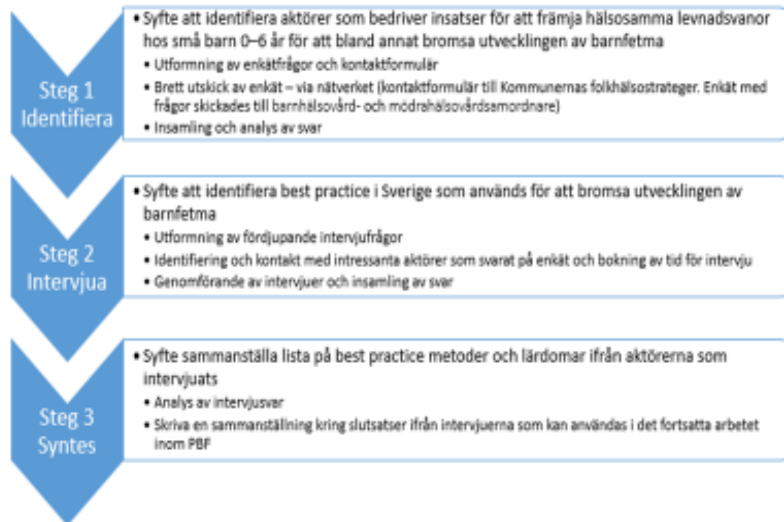 Steg 1
Identifiera
• Syfte att identifiera aktörer som bedriver insatser för att främja hälsosamma levnadsvanor
hos små barn 0–6 år för att bland annat bromsa utvecklingen av barnfetma
• Utformning av enkätfrågor och kontaktformulär
• Brett utskick av enkät – via nätverket (kontaktformulär till Kommunernas folkhälsostrateger. Enkät med
frågor skickades till barnhälsovård- och mödrahälsovårdsamordnare)
• Insamling och analys av svar
Steg 2
Intervjua
• Syfte att identifiera best practice i Sverige som används för att bromsa utvecklingen av
barnfetma
• Utformning av fördjupande intervjufrågor
• Identifiering och kontakt med intressanta aktörer som svarat på enkät och bokning av tid för intervju
• Genomförande av intervjuer och insamling av svar
Steg 3
Syntes
• Syfte sammanställa lista på best practice metoder och lärdomar ifrån aktörerna som
intervjuats
• Analys av intervjusvar
• Skriva en sammanställning kring slutsatser ifrån intervjuerna som kan användas i det fortsatta arbetet
inom PBF